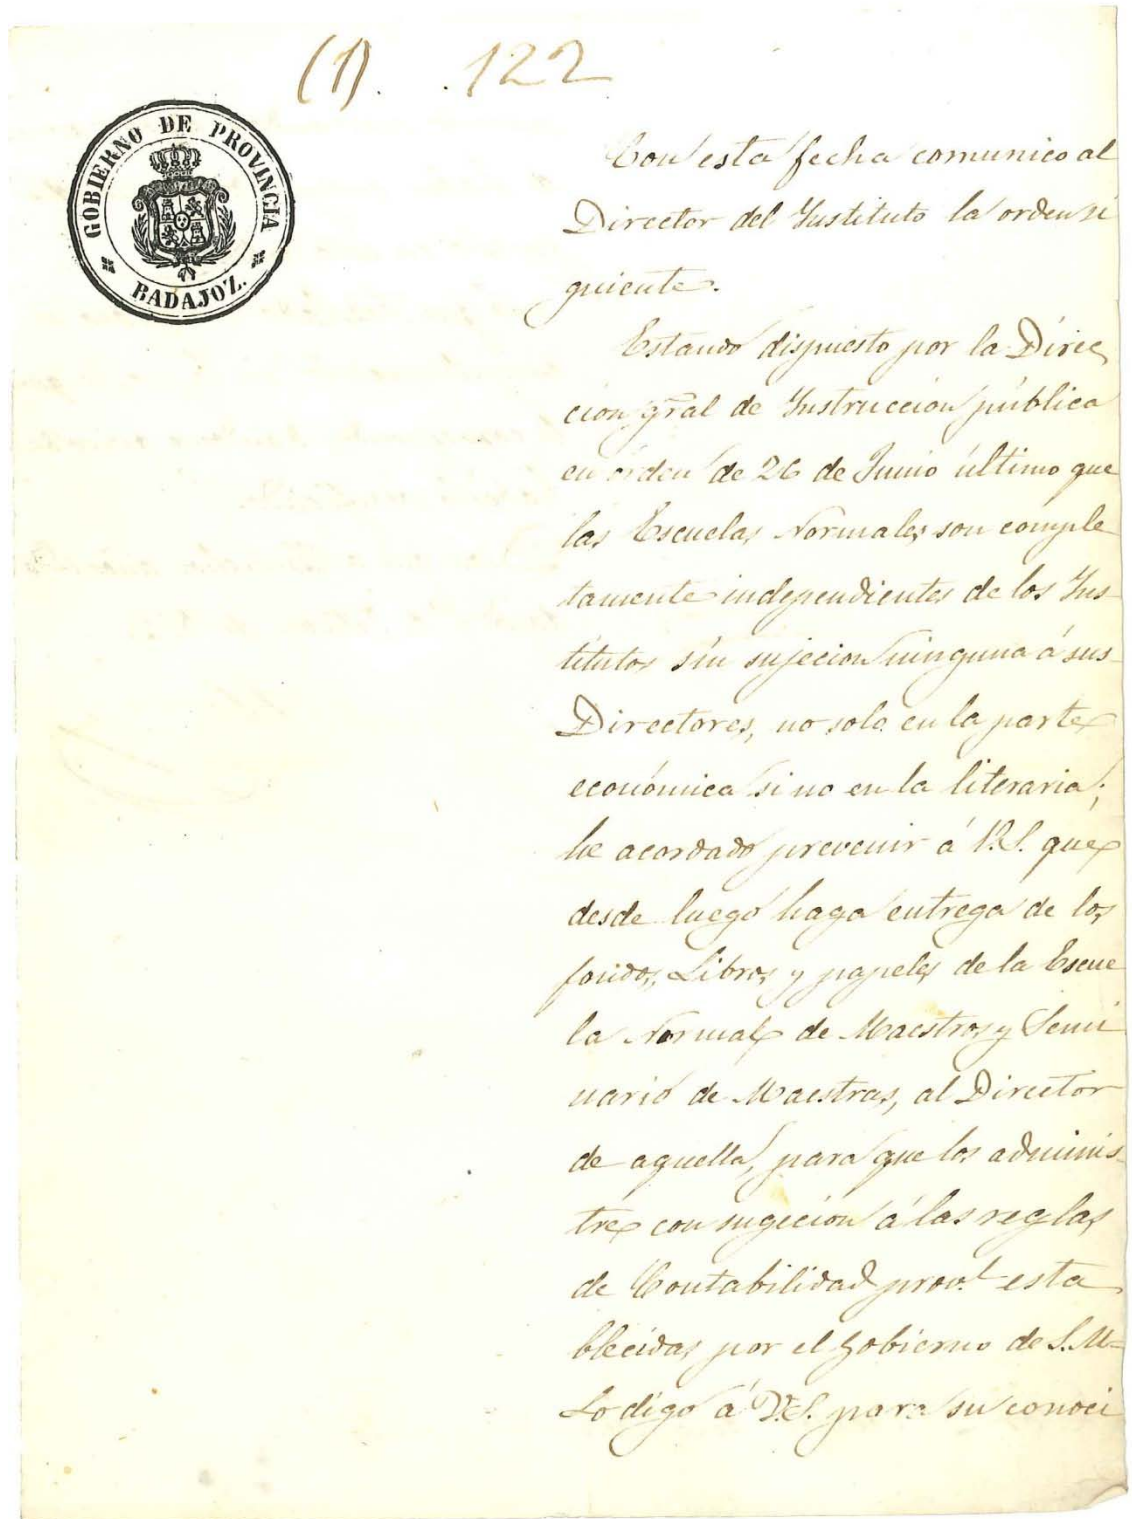 (1). . 122
GOBIERNO DE PROVINCIA
BADAJOZ.
Con esta fecha comunico al
Director del Instituto la orden si
guiente.
Estando dispuesto por la Direc
cion gral de Instruccion pública
en órden de 26 de Junio último que
las Escuelas Normales son comple
tamente independientes de los Ins-
titutos sin sujecion ninguna á sus
Directores, no solo en la parte
económica si no en la literaria;
he acordado prevenir á V.S. que
desde luego haga entrega de los
fondos, Libros y papeles de la Escue
la Normal de Maestros y Semi
nario de Maestras, al Director
de aquella, para que los adminis-
tre con sugecion á las reglas
de Contabilidad provl. esta
blecidas por el Gobierno de S.M=
Lo digo á V.S. para su conoci